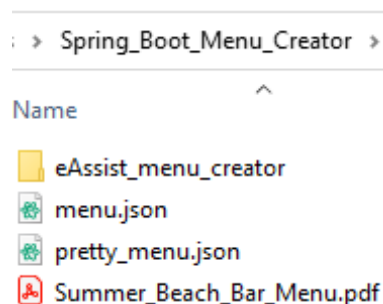 > Spring_Boot_Menu_Creator >
Name
eAssist_menu_creator
menu.json
pretty_menu.json
Summer_Beach_Bar_Menu.pdf